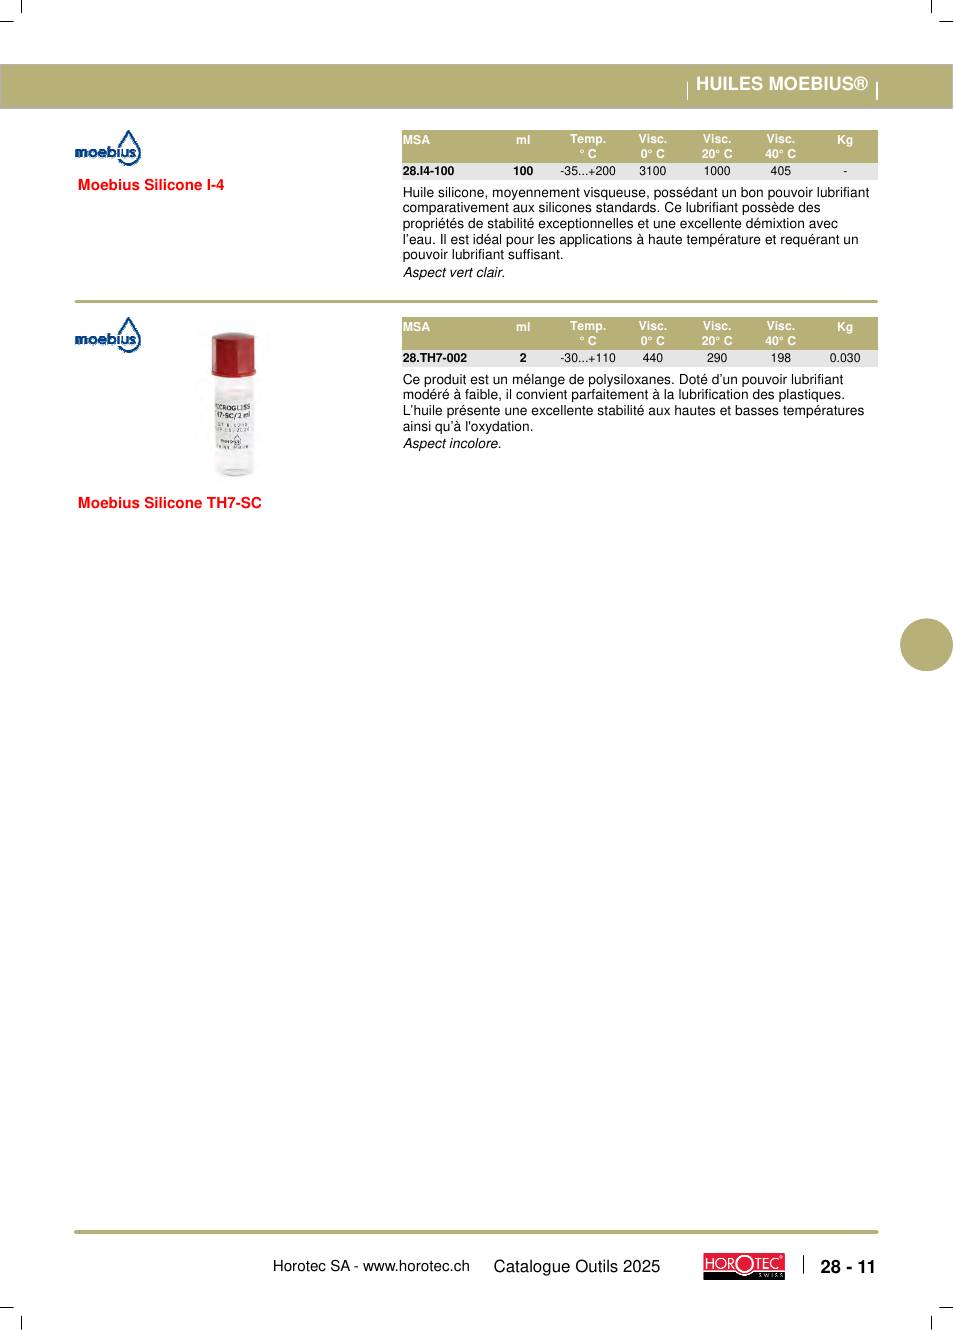 HUILES MOEBIUS®
moebius
Moebius Silicone I-4
MSA ml Temp. Visc. Visc. Visc. Kg
° C 0° C 20° C 40° C
28.I4-100 100 -35...+200 3100 1000 405 -
Huile silicone, moyennement visqueuse, possédant un bon pouvoir lubrifiant
comparativement aux silicones standards. Ce lubrifiant possède des
propriétés de stabilité exceptionnelles et une excellente démixtion avec
l’eau. Il est idéal pour les applications à haute température et requérant un
pouvoir lubrifiant suffisant.
Aspect vert clair.
moebius
MSA ml Temp. Visc. Visc. Visc. Kg
° C 0° C 20° C 40° C
28.TH7-002 2 -30...+110 440 290 198 0.030
Ce produit est un mélange de polysiloxanes. Doté d’un pouvoir lubrifiant
modéré à faible, il convient parfaitement à la lubrification des plastiques.
L’huile présente une excellente stabilité aux hautes et basses températures
ainsi qu’à l'oxydation.
Aspect incolore.
Moebius Silicone TH7-SC
Horotec SA - www.horotec.ch Catalogue Outils 2025 HOROTEC SWISS 28 - 11